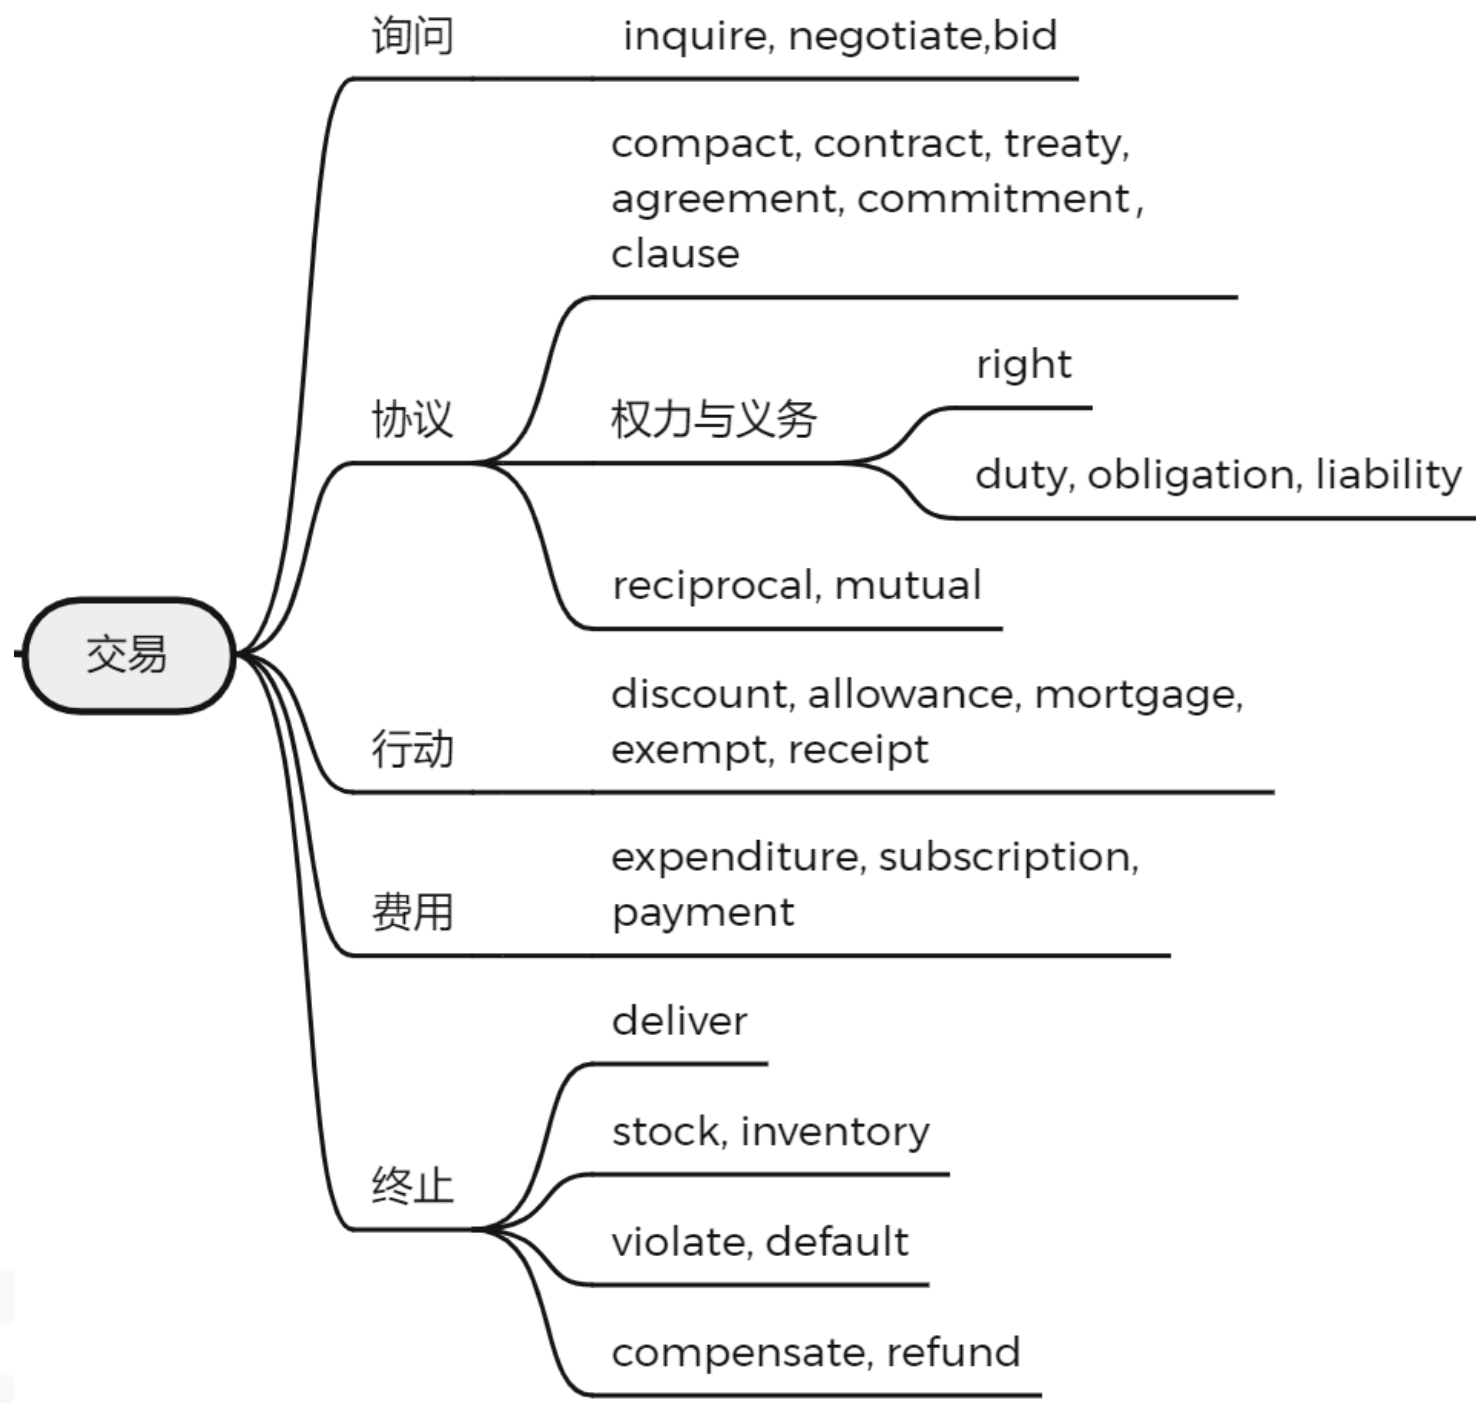 询问
inquire, negotiate,bid
compact, contract, treaty,
agreement, commitment,
clause
协议
权力与义务
right
duty, obligation, liability
reciprocal, mutual
交易
行动
discount, allowance, mortgage,
exempt, receipt
费用
expenditure, subscription,
payment
终止
deliver
stock, inventory
violate, default
compensate, refund